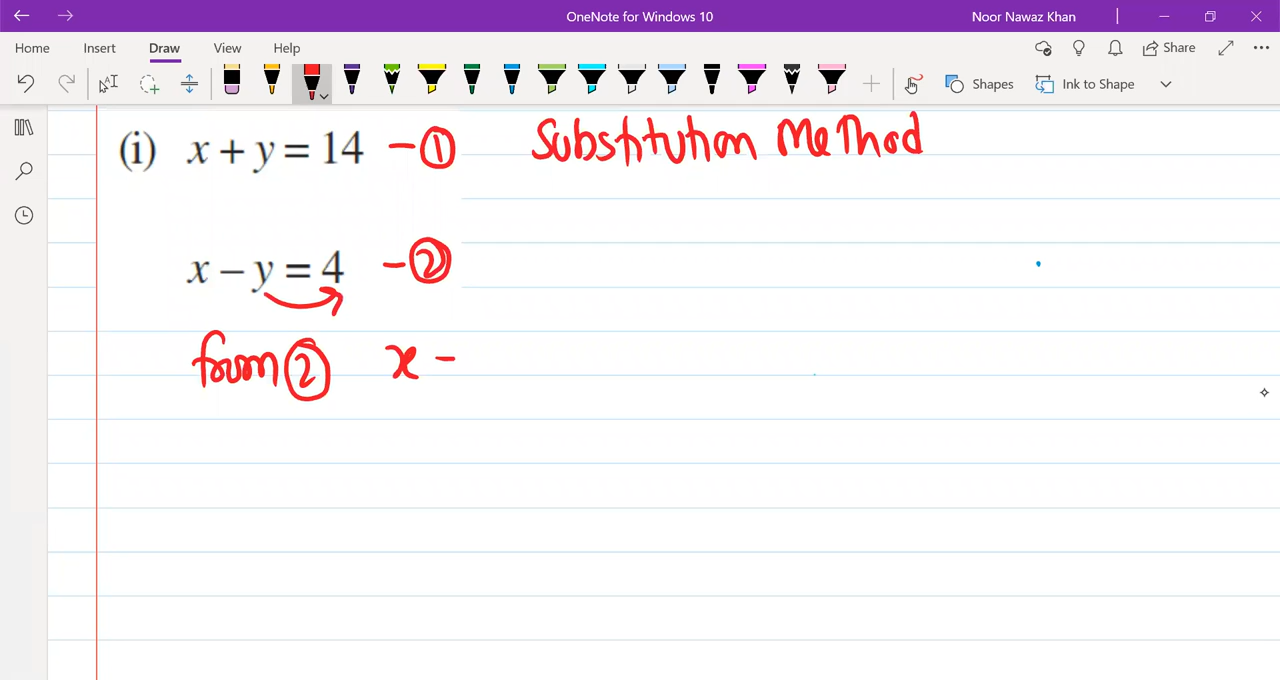 OneNote for Windows 10
Noor Nawaz Khan
Home Insert Draw View Help
Share
Shapes Ink to Shape
(i) x + y = 14 - ① Substitution Method
x - y = 4 - ②
from ② x -